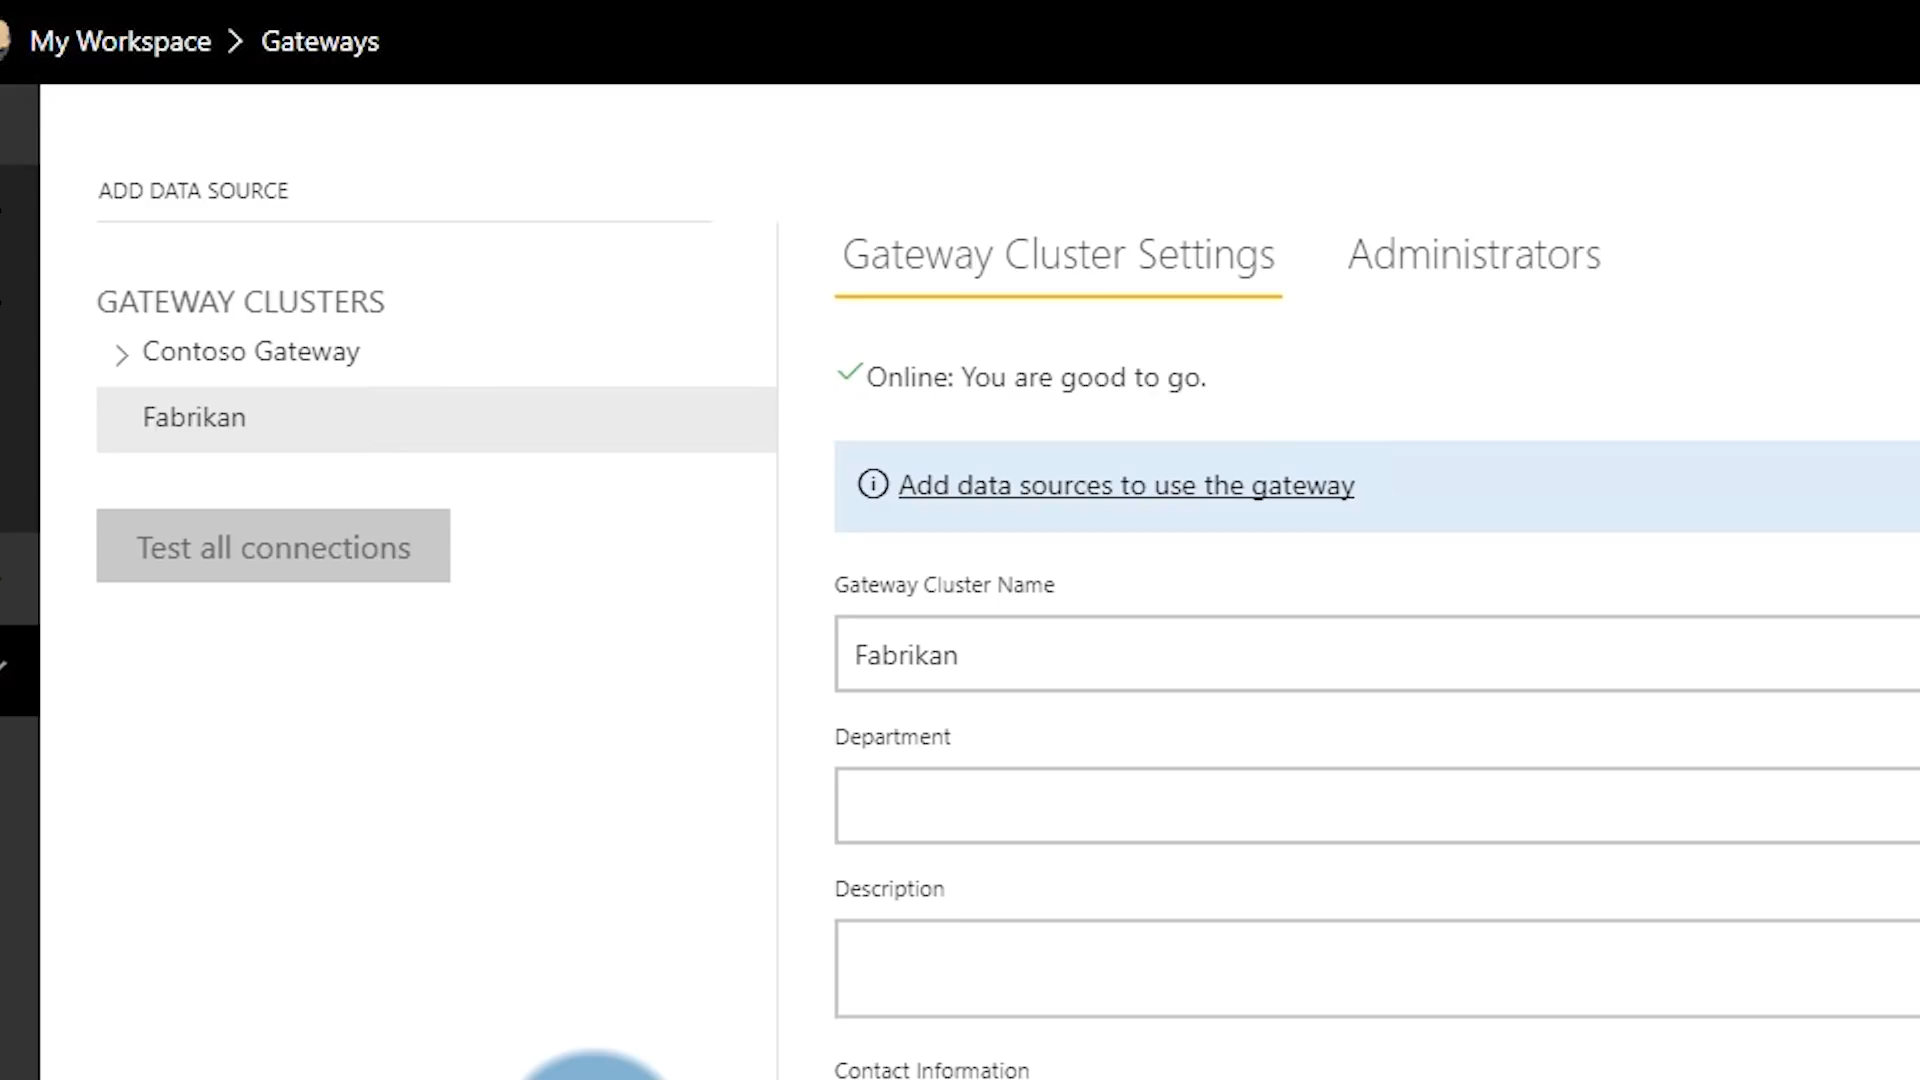 My Workspace > Gateways
ADD DATA SOURCE
GATEWAY CLUSTERS
Contoso Gateway
Fabrikan
Test all connections
Gateway Cluster Settings
Administrators
Online: You are good to go.
Add data sources to use the gateway
Gateway Cluster Name
Fabrikan
Department
Description
Contact Information